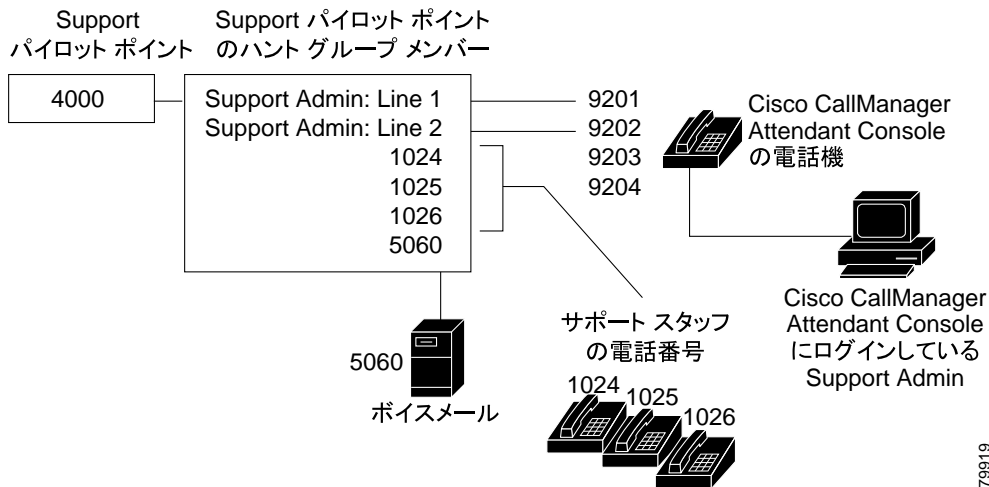 Support
パイロット ポイント
Support パイロット ポイント
のハント グループ メンバー
4000
Support Admin: Line 1
Support Admin: Line 2
1024
1025
1026
5060
9201
9202
9203
9204
Cisco CallManager
Attendant Console
の電話機
Cisco CallManager
Attendant Console
にログインしている
Support Admin
サポート スタッフ
の電話番号
1024
1025
1026
5060
ボイスメール
79919